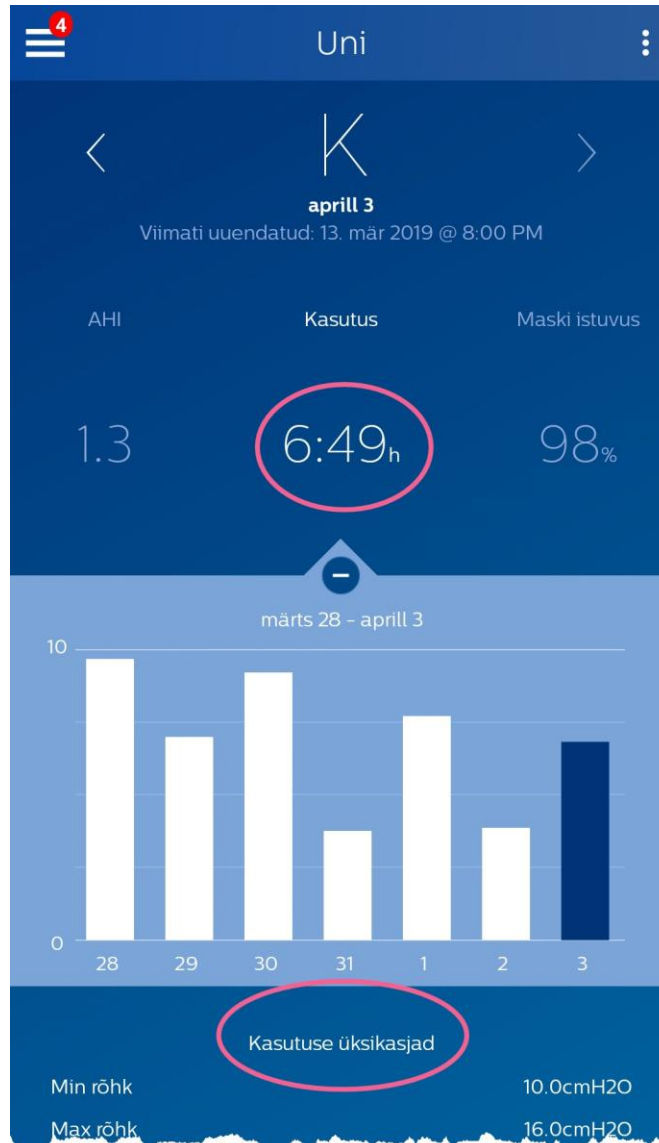 4
Uni
K
aprill 3
Viimati uuendatud: 13. mär 2019 @ 8:00 PM
AHI Kasutus Maski istuvus
1.3 6:49h 98%
märts 28 - aprill 3
10
0
28 29 30 31 1 2 3
Kasutuse üksikasjad
Min rõhk 10.0cmH2O
Max rõhk 16.0cmH2O